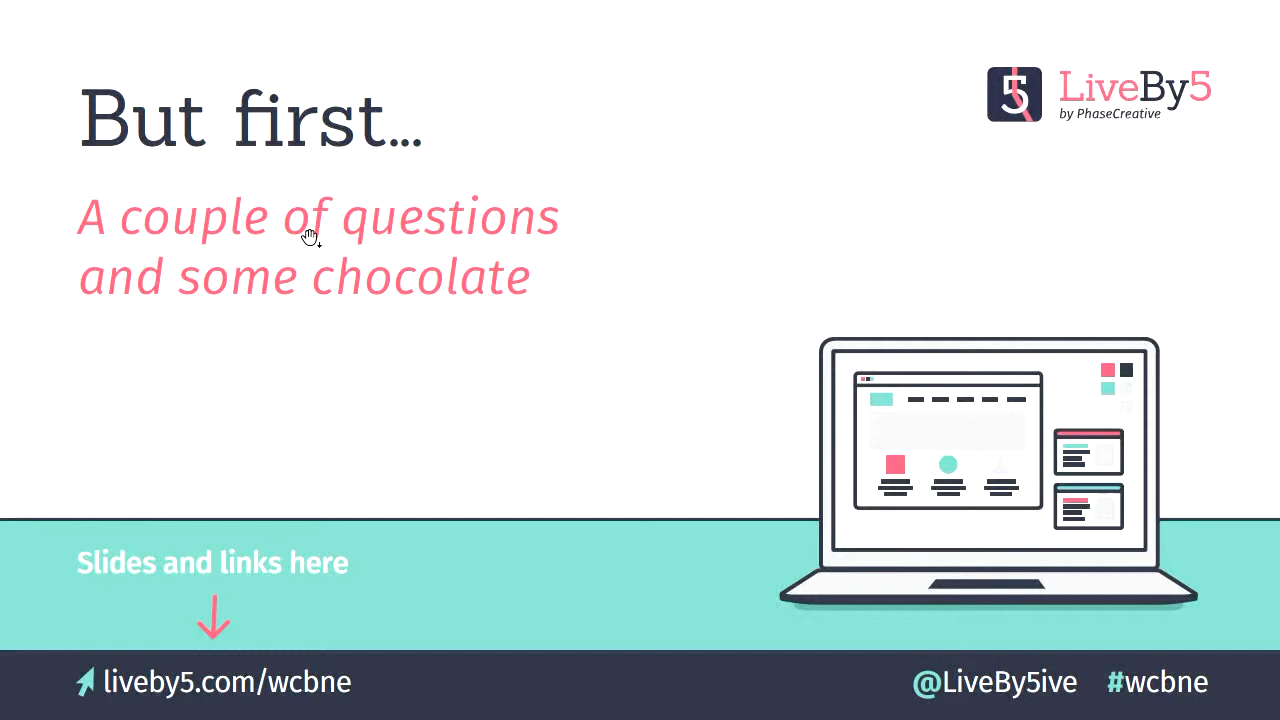 But first…
5 LiveBy5
by PhaseCreative
A couple of questions
and some chocolate
Slides and links here
liveby5.com/wcbne
@LiveBy5ive #wcbne